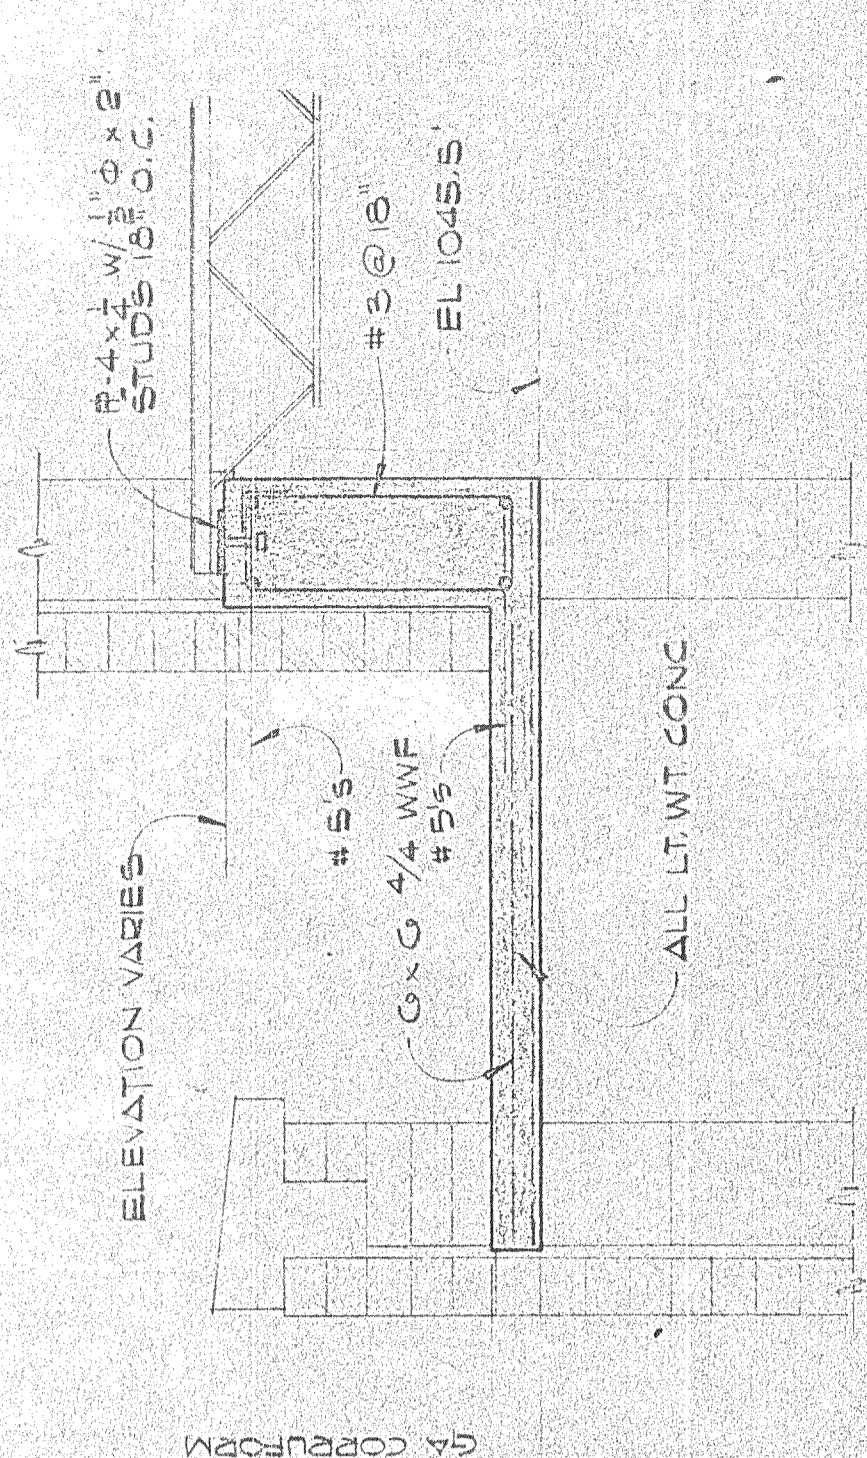 ELEVATION VARIES
# 5's
6 x 6 4/4 WWF
# 5's
ALL LT. WT. CONC.
℄-4 x 1/4 W/ 1/2" Ø x 2"
STUDS 18" O.C.
#3 @ 18"
EL 1045.5'
GA CORRUFORM